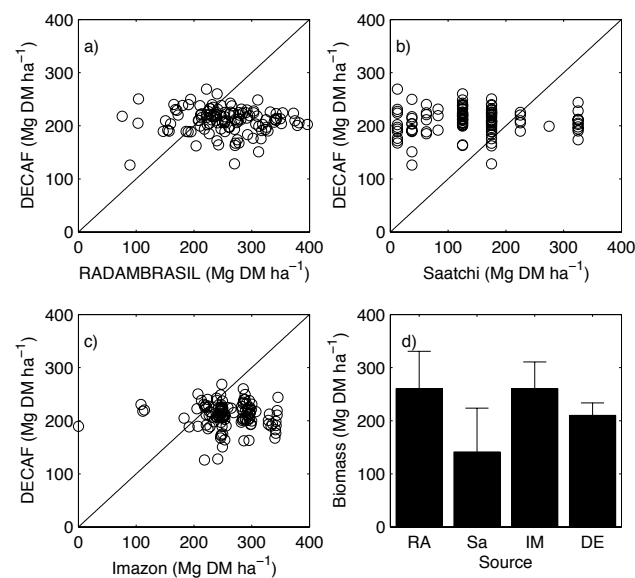 a)
DECAF (Mg DM ha⁻¹)
400
300
200
100
0
0 100 200 300 400
RADAMBRASIL (Mg DM ha⁻¹)
b)
DECAF (Mg DM ha⁻¹)
400
300
200
100
0
0 100 200 300 400
Saatchi (Mg DM ha⁻¹)
c)
DECAF (Mg DM ha⁻¹)
400
300
200
100
0
0 100 200 300 400
Imazon (Mg DM ha⁻¹)
d)
Biomass (Mg DM ha⁻¹)
400
300
200
100
0
RA Sa IM DE
Source